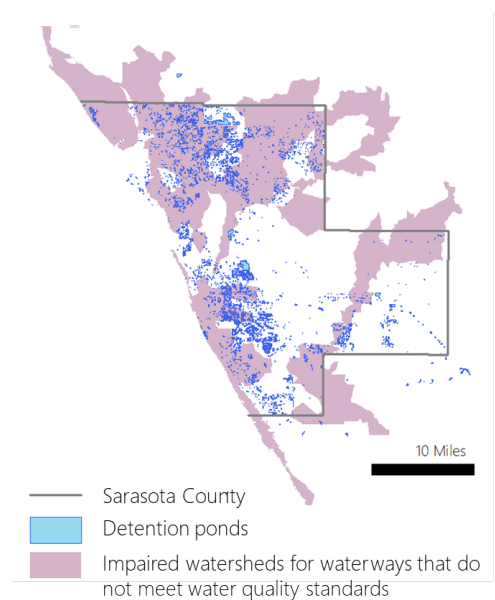 10 Miles
Sarasota County
Detention ponds
Impaired watersheds for waterways that do
not meet water quality standards